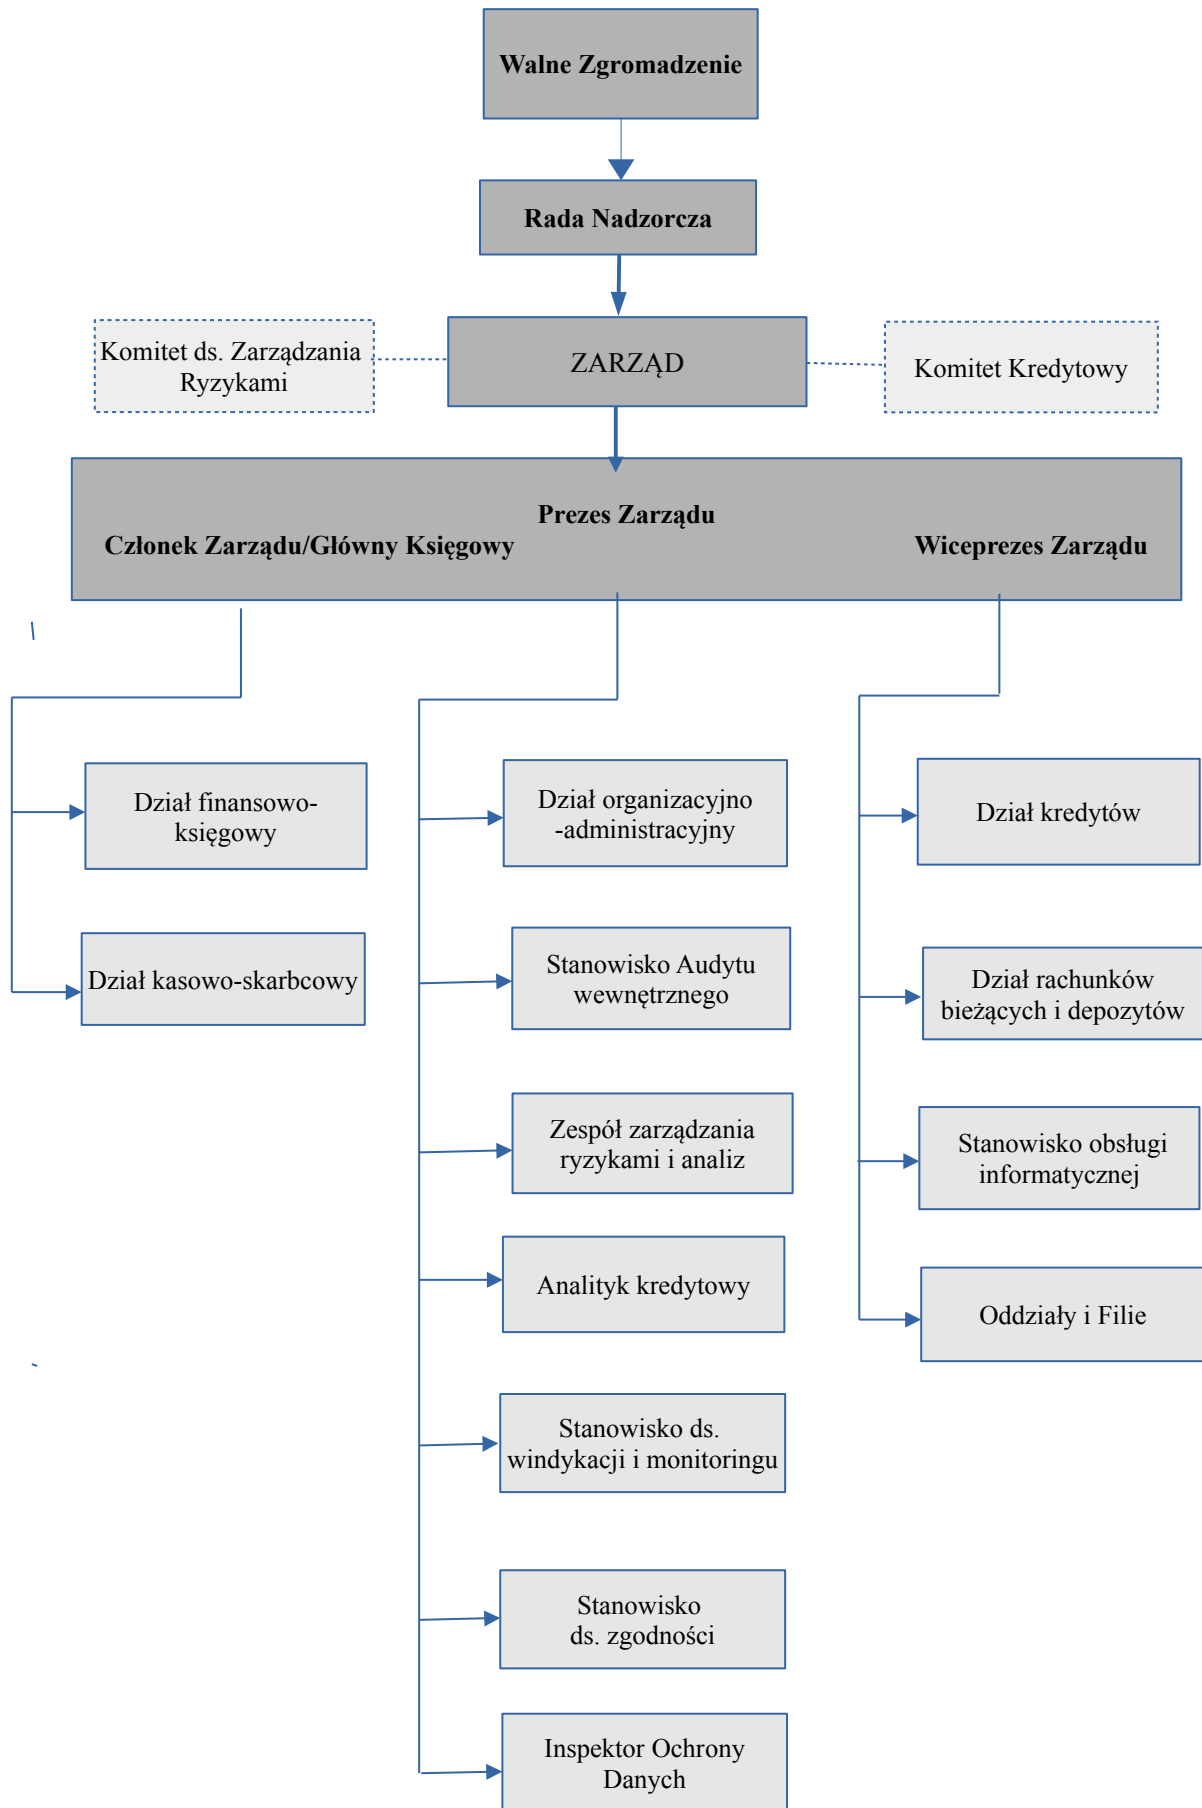 Walne Zgromadzenie
Rada Nadzorcza
Komitet ds. Zarządzania
Ryzykami
ZARZĄD
Komitet Kredytowy
Prezes Zarządu
Członek Zarządu/Główny Księgowy
Wiceprezes Zarządu
Dział finansowo-
księgowy
Dział kasowo-skarbcowy
Dział organizacyjno
-administracyjny
Stanowisko Audytu
wewnętrznego
Zespół zarządzania
ryzykami i analiz
Analityk kredytowy
Stanowisko ds.
windykacji i monitoringu
Stanowisko
ds. zgodności
Inspektor Ochrony
Danych
Dział kredytów
Dział rachunków
bieżących i depozytów
Stanowisko obsługi
informatycznej
Oddziały i Filie